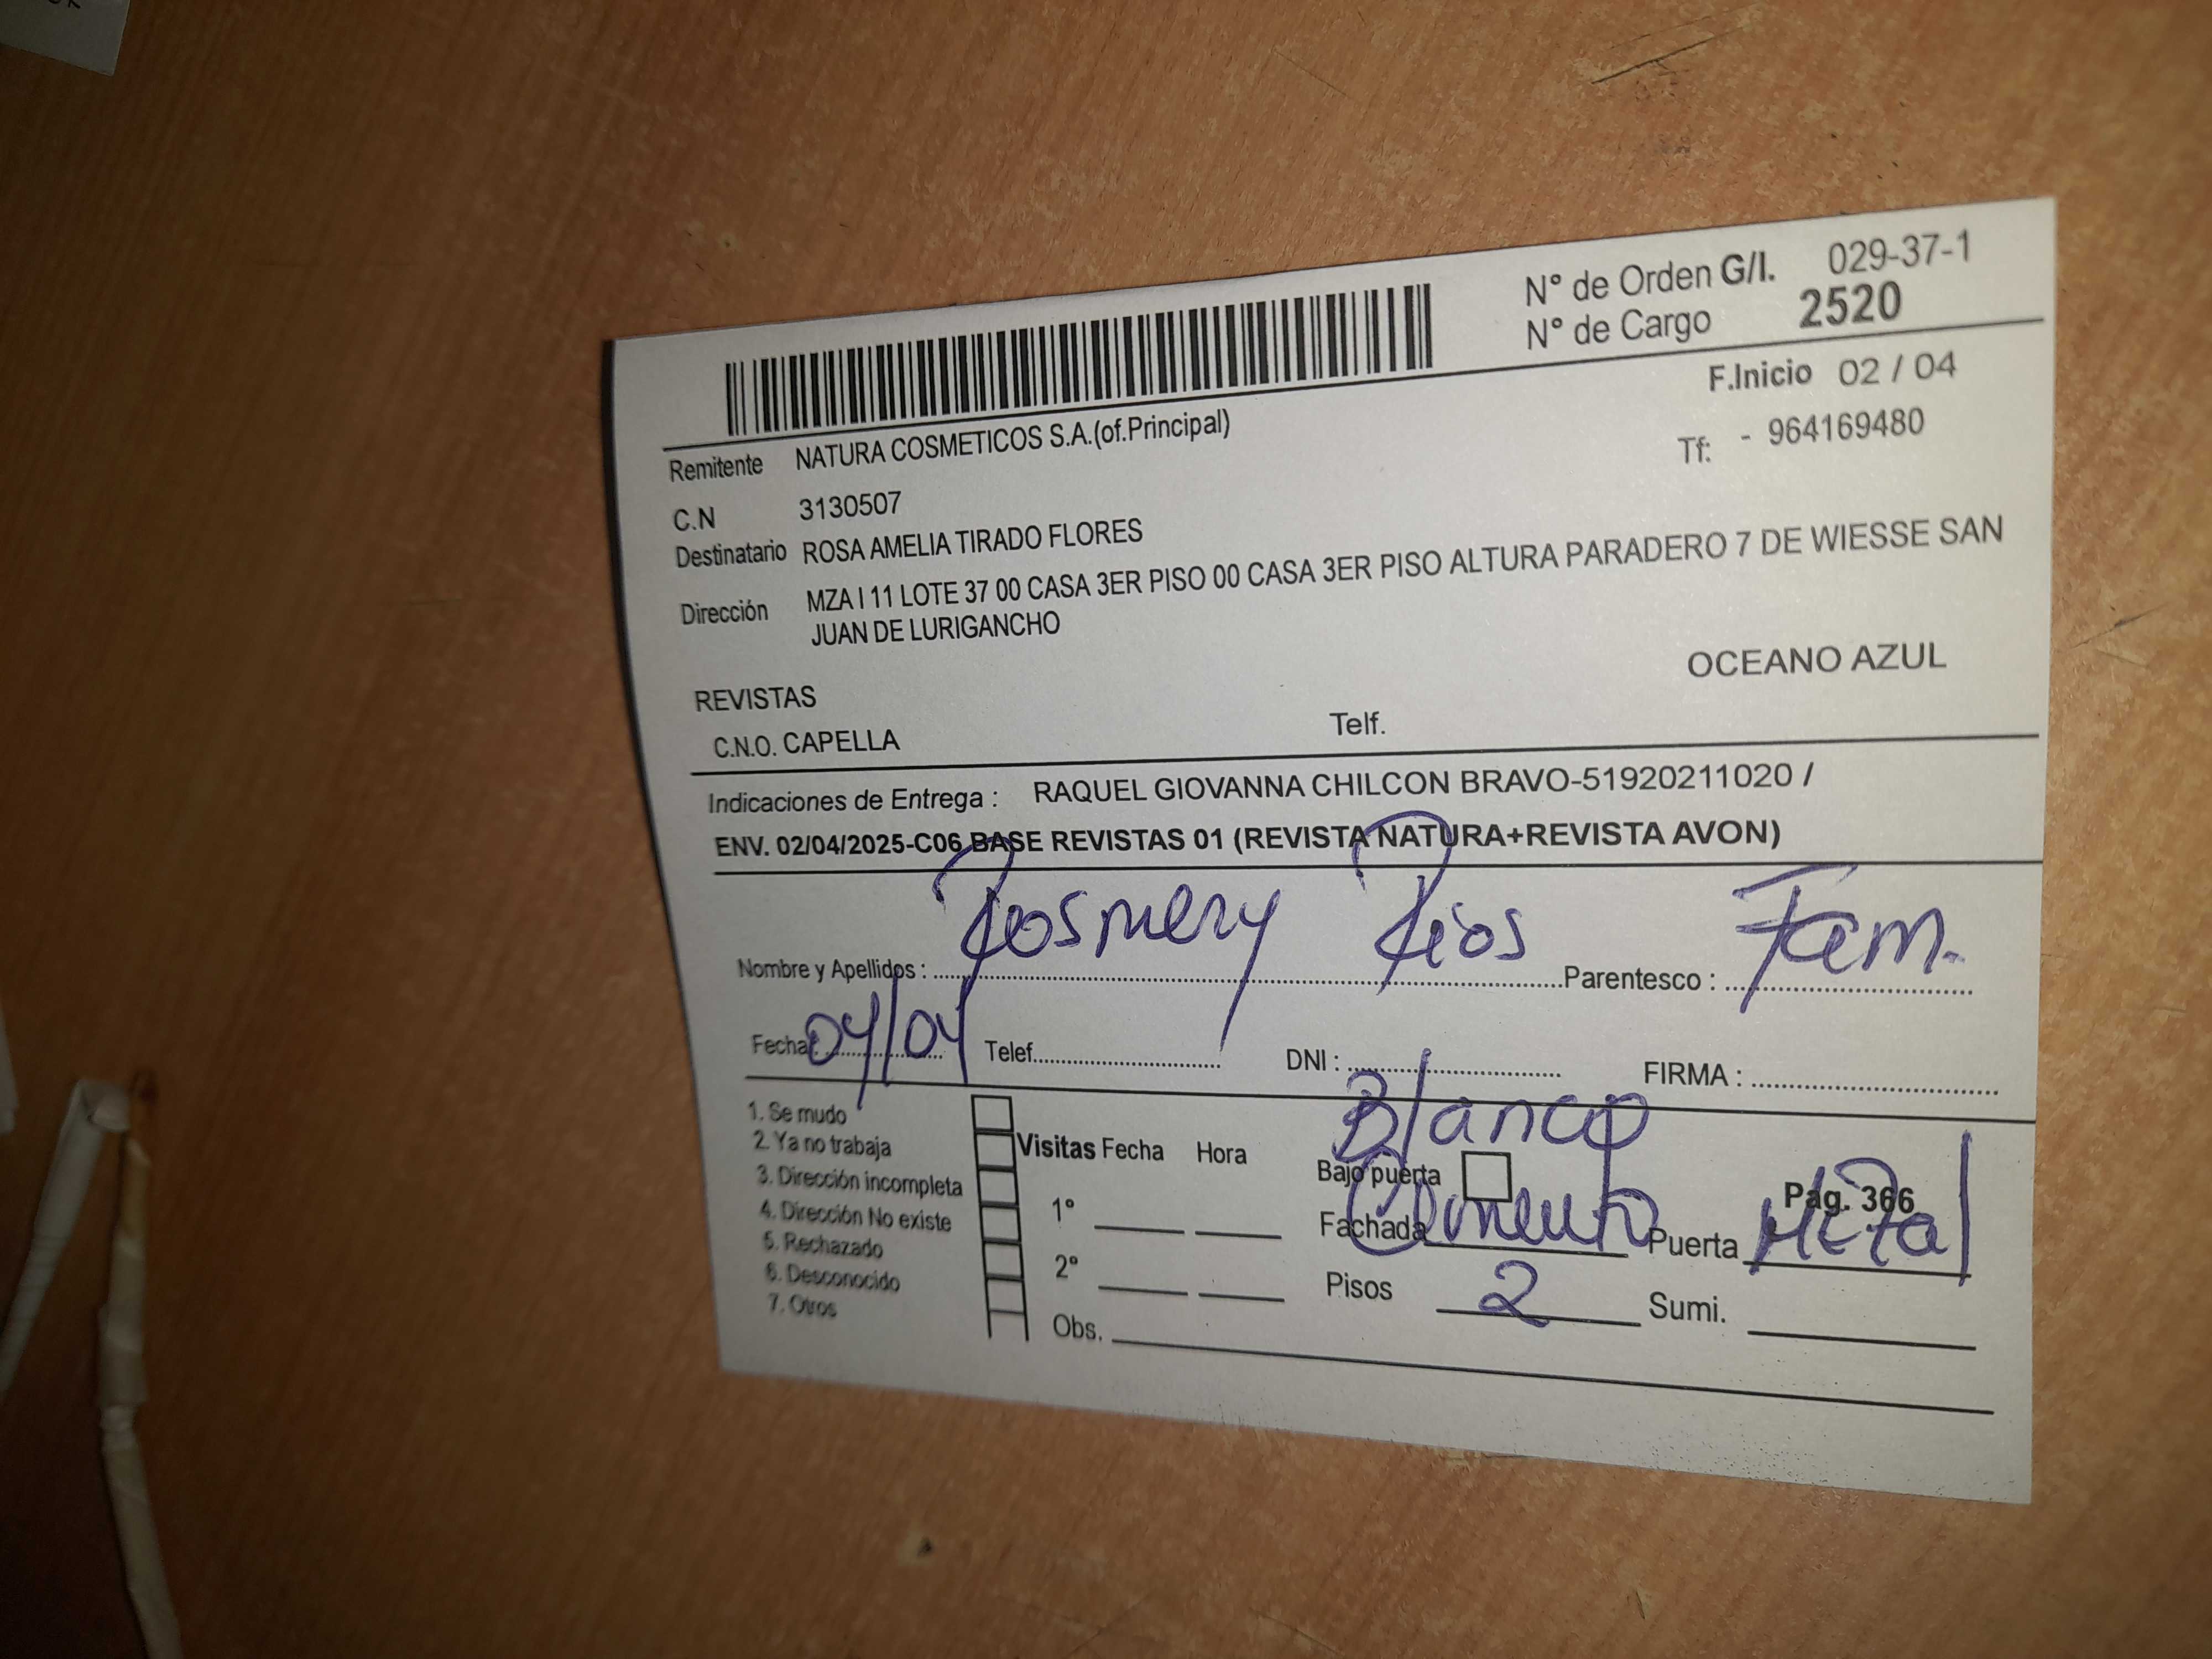 N° de Orden G/I. 029-37-1
N° de Cargo 2520
F.Inicio 02 / 04
Remitente NATURA COSMETICOS S.A.(of.Principal)
Tf: - 964169480
C.N 3130507
Destinatario ROSA AMELIA TIRADO FLORES
Dirección MZA I 11 LOTE 37 00 CASA 3ER PISO 00 CASA 3ER PISO ALTURA PARADERO 7 DE WIESSE SAN
JUAN DE LURIGANCHO
OCEANO AZUL
REVISTAS
C.N.O. CAPELLA Telf.
Indicaciones de Entrega : RAQUEL GIOVANNA CHILCON BRAVO-51920211020 /
ENV. 02/04/2025-C06 BASE REVISTAS 01 (REVISTA NATURA+REVISTA AVON)
Nombre y Apellidos : Rosmery Rios Parentesco : Fam.
Fecha: 04/04 Telef. DNI : FIRMA :
1. Se mudo
2. Ya no trabaja
3. Dirección incompleta
4. Dirección No existe
5. Rechazado
6. Desconocido
7. Otros
Visitas Fecha Hora
1°
2°
Obs.
Blanco
Bajo puerta
Pag. 366
Fachada Cemento Puerta Metal
Pisos 2 Sumi.